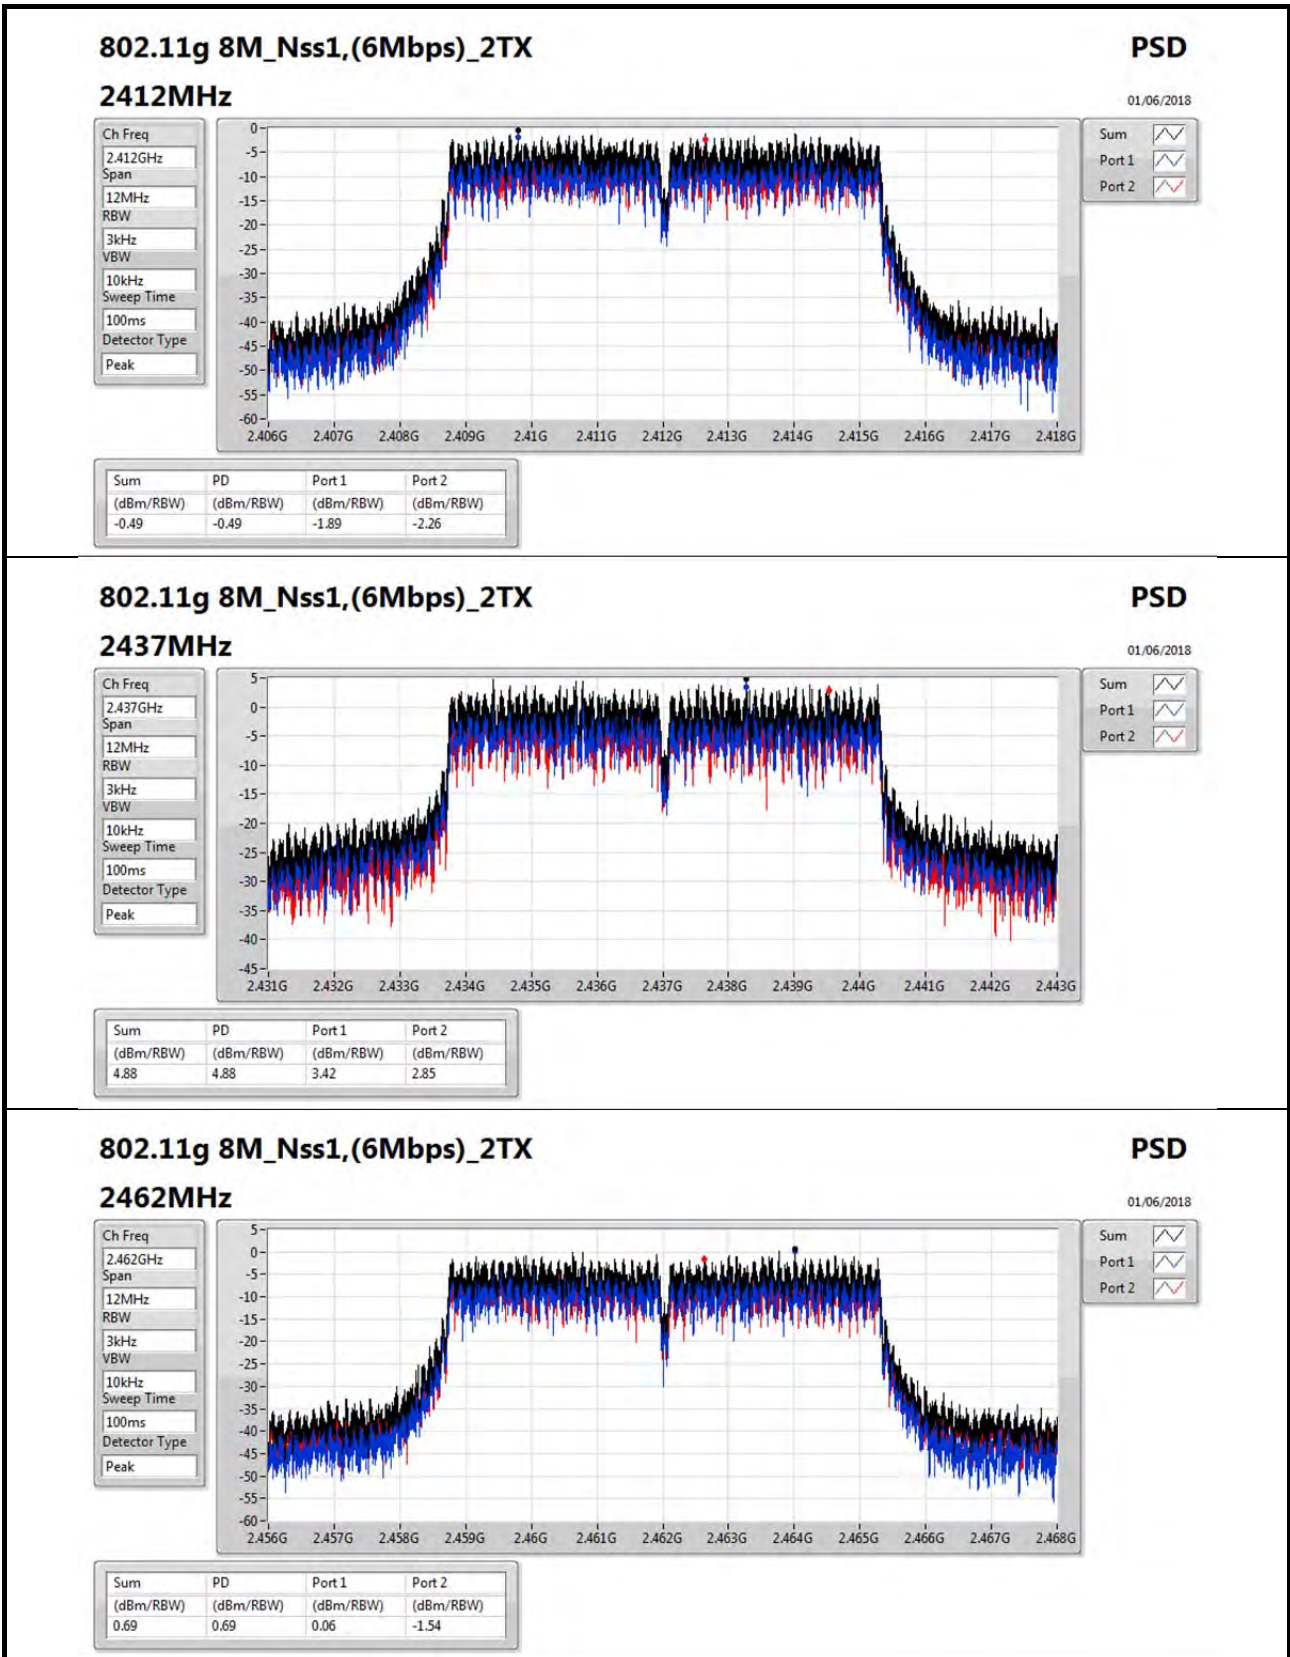 802.11g 8M_Nss1,(6Mbps)_2TX PSD
2412MHz 01/06/2018
Ch Freq
2.412GHz
Span
12MHz
RBW
3kHz
VBW
10kHz
Sweep Time
100ms
Detector Type
Peak
0
-5
-10
-15
-20
-25
-30
-35
-40
-45
-50
-55
-60
2.406G 2.407G 2.408G 2.409G 2.41G 2.411G 2.412G 2.413G 2.414G 2.415G 2.416G 2.417G 2.418G
Sum
Port 1
Port 2
Sum PD Port 1 Port 2
(dBm/RBW) (dBm/RBW) (dBm/RBW) (dBm/RBW)
-0.49 -0.49 -1.89 -2.26
802.11g 8M_Nss1,(6Mbps)_2TX PSD
2437MHz 01/06/2018
Ch Freq
2.437GHz
Span
12MHz
RBW
3kHz
VBW
10kHz
Sweep Time
100ms
Detector Type
Peak
5
0
-5
-10
-15
-20
-25
-30
-35
-40
-45
2.431G 2.432G 2.433G 2.434G 2.435G 2.436G 2.437G 2.438G 2.439G 2.44G 2.441G 2.442G 2.443G
Sum
Port 1
Port 2
Sum PD Port 1 Port 2
(dBm/RBW) (dBm/RBW) (dBm/RBW) (dBm/RBW)
4.88 4.88 3.42 2.85
802.11g 8M_Nss1,(6Mbps)_2TX PSD
2462MHz 01/06/2018
Ch Freq
2.462GHz
Span
12MHz
RBW
3kHz
VBW
10kHz
Sweep Time
100ms
Detector Type
Peak
5
0
-5
-10
-15
-20
-25
-30
-35
-40
-45
-50
-55
-60
2.456G 2.457G 2.458G 2.459G 2.46G 2.461G 2.462G 2.463G 2.464G 2.465G 2.466G 2.467G 2.468G
Sum
Port 1
Port 2
Sum PD Port 1 Port 2
(dBm/RBW) (dBm/RBW) (dBm/RBW) (dBm/RBW)
0.69 0.69 0.06 -1.54